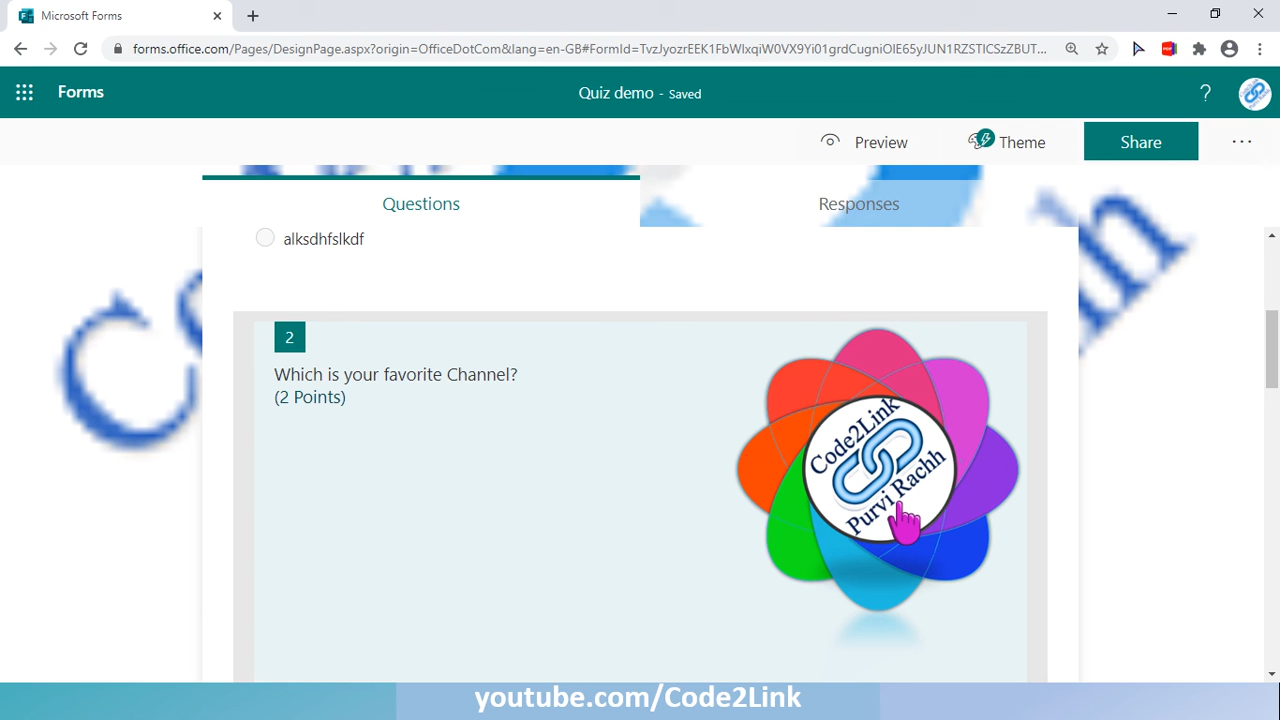 Microsoft Forms
forms.office.com/Pages/DesignPage.aspx?origin=OfficeDotCom&lang=en-GB&FormId=TvzJyozrEEK1FbWlxqiW0VX9Yi01grdCugniOlE65yJUN1RZSTlCSzZBUT...
Forms
Quiz demo - Saved
?
Preview
Theme
Share
Questions
Responses
alksdhfslkdf
2
Which is your favorite Channel?
(2 Points)
Code2Link
Purvi Rachh
youtube.com/Code2Link